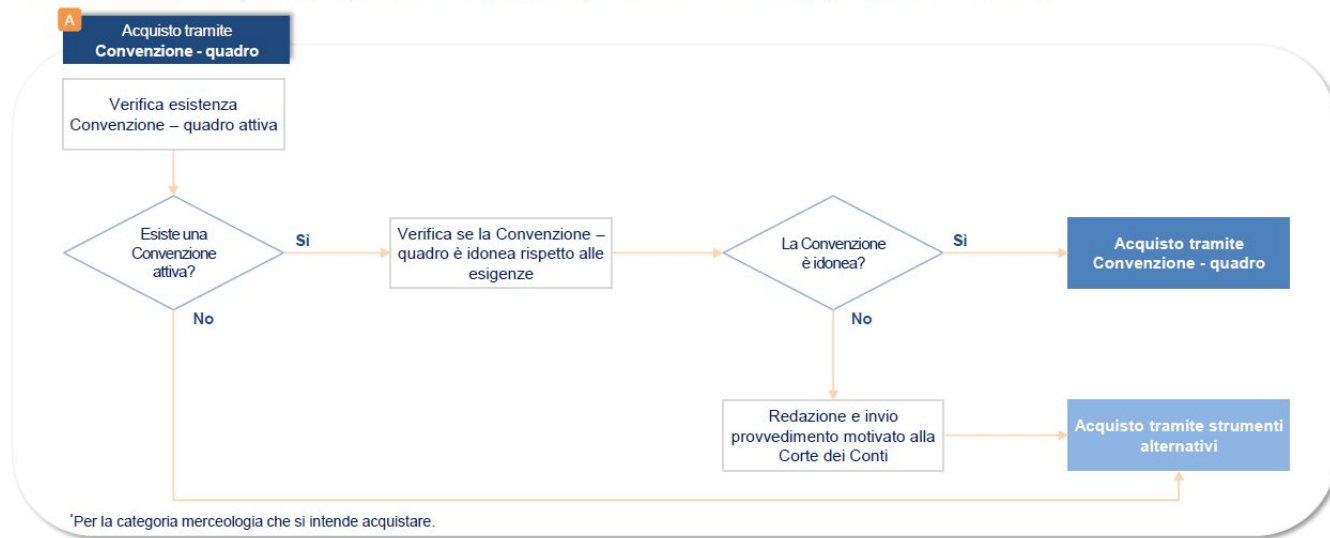 A
Acquisto tramite
Convenzione - quadro
Verifica esistenza
Convenzione – quadro attiva
Esiste una
Convenzione
attiva?
Si
Verifica se la Convenzione –
quadro è idonea rispetto alle
esigenze
La Convenzione
è idonea?
Si
Acquisto tramite
Convenzione - quadro
No
No
Redazione e invio
provvedimento motivato alla
Corte dei Conti
Acquisto tramite strumenti
alternativi
*Per la categoria merceologia che si intende acquistare.